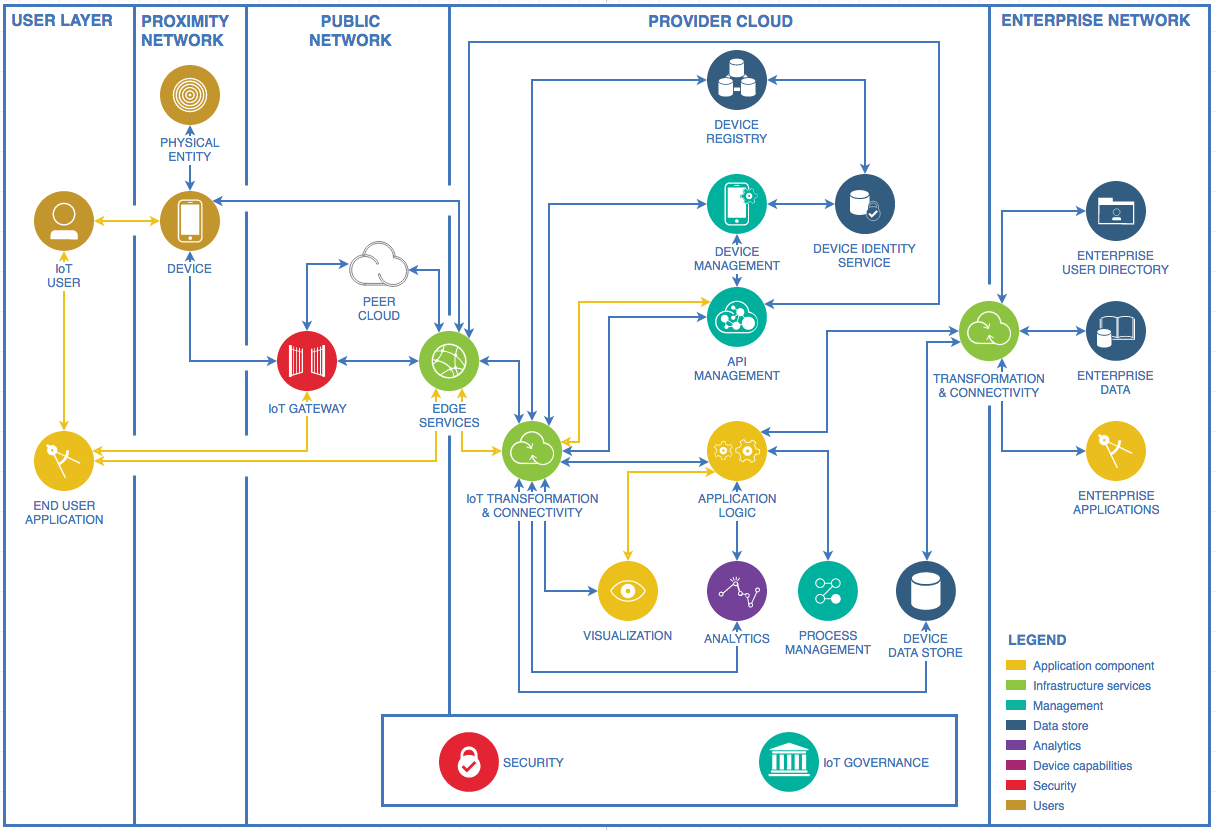 USER LAYER
PROXIMITY
NETWORK
PUBLIC
NETWORK
PROVIDER CLOUD
ENTERPRISE NETWORK
PHYSICAL
ENTITY
IoT
USER
DEVICE
PEER
CLOUD
IoT GATEWAY
EDGE
SERVICES
END USER
APPLICATION
DEVICE
REGISTRY
DEVICE
MANAGEMENT
DEVICE IDENTITY
SERVICE
API
MANAGEMENT
IoT TRANSFORMATION
& CONNECTIVITY
APPLICATION
LOGIC
VISUALIZATION
ANALYTICS
PROCESS
MANAGEMENT
DEVICE
DATA STORE
TRANSFORMATION
& CONNECTIVITY
ENTERPRISE
USER DIRECTORY
ENTERPRISE
DATA
ENTERPRISE
APPLICATIONS
SECURITY
IoT GOVERNANCE
LEGEND
Application component
Infrastructure services
Management
Data store
Analytics
Device capabilities
Security
Users